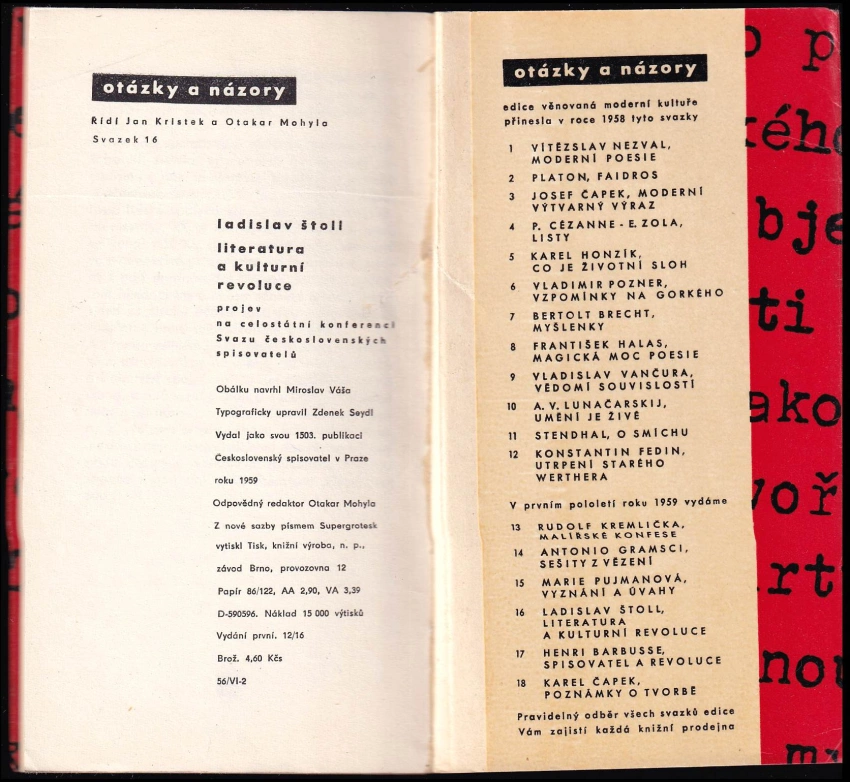 otázky a názory
Řídí Jan Kristek a Otakar Mohyla
Svazek 16
ladislav štoll
literatura
a kulturní
revoluce
projev
na celostátní konferenci
Svazu československých
spisovatelů
Obálku navrhl Miroslav Váša
Typograficky upravil Zdenek Seydl
Vydal jako svou 1503. publikaci
Československý spisovatel v Praze
roku 1959
Odpovědný redaktor Otakar Mohyla
Z nové sazby písmem Supergrotesk
vytiskl Tisk, knižní výroba, n. p.,
závod Brno, provozovna 12
Papír 86/122, AA 2,90, VA 3,39
D-590596. Náklad 15 000 výtisků
Vydání první. 12/16
Brož. 4,60 Kčs
56/VI-2
otázky a názory
edice věnovaná moderní kultuře
přinesla v roce 1958 tyto svazky
1 VÍTĚZSLAV NEZVAL,
MODERNÍ POESIE
2 PLATON, FAIDROS
3 JOSEF ČAPEK, MODERNÍ
VÝTVARNÝ VÝRAZ
4 P. CÉZANNE - E. ZOLA,
LISTY
5 KAREL HONZÍK,
CO JE ŽIVOTNÍ SLOH
6 VLADIMIR POZNER,
VZPOMÍNKY NA GORKÉHO
7 BERTOLT BRECHT,
MYŠLENKY
8 FRANTIŠEK HALAS,
MAGICKÁ MOC POESIE
9 VLADISLAV VANČURA,
VĚDOMÍ SOUVISLOSTÍ
10 A. V. LUNAČARSKIJ,
UMĚNÍ JE ŽIVÉ
11 STENDHAL, O SMÍCHU
12 KONSTANTIN FEDIN,
UTRPENÍ STARÉHO
WERTHERA
V prvním pololetí roku 1959 vydáme
13 RUDOLF KREMLIČKA,
MALÍŘSKÉ KONFESE
14 ANTONIO GRAMSCI,
SEŠITY Z VĚZENÍ
15 MARIE PUJMANOVÁ,
VYZNÁNÍ A ÚVAHY
16 LADISLAV ŠTOLL,
LITERATURA
A KULTURNÍ REVOLUCE
17 HENRI BARBUSSE,
SPISOVATEL A REVOLUCE
18 KAREL ČAPEK,
POZNÁMKY O TVORBĚ
Pravidelný odběr všech svazků edice
Vám zajistí každá knižní prodejna